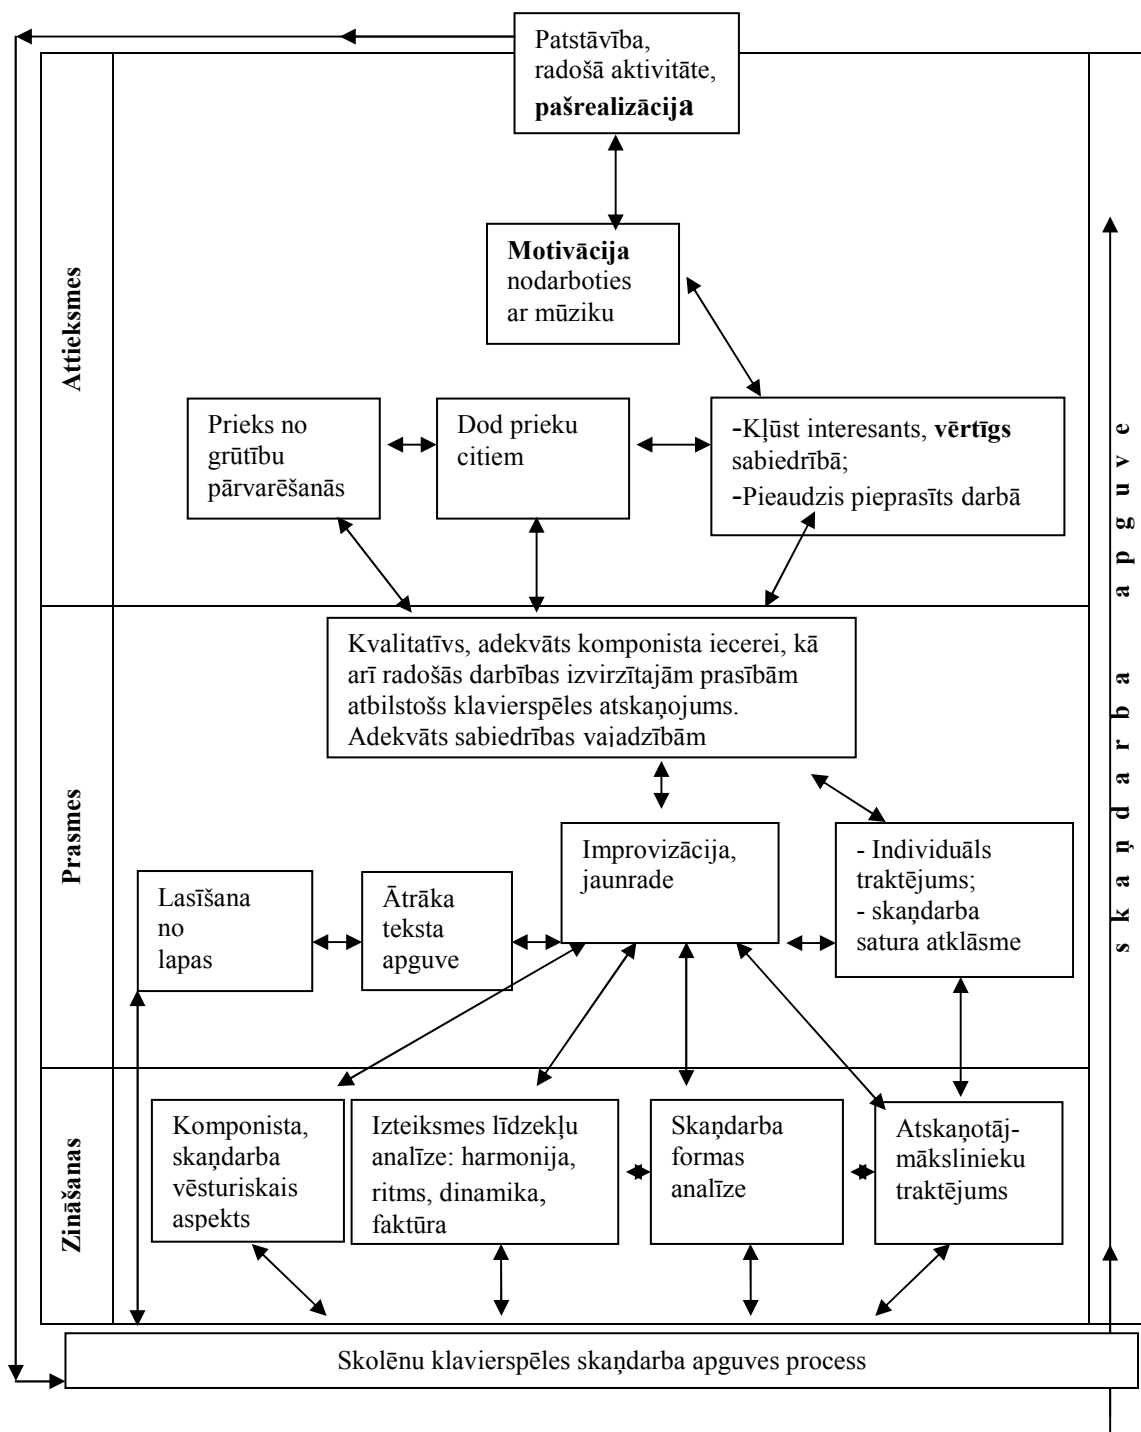 Patstāvība,
radošā aktivitāte,
pašrealizācija
Attieksmes
Motivācija
nodarboties
ar mūziku
Prieks no
grūtību
pārvarēšanās
Dod prieku
citiem
-Kļūst interesants, vērtīgs
sabiedrībā;
-Pieaudzis pieprasīts darbā
skaņdarba apguve
Prasmes
Kvalitatīvs, adekvāts komponista iecerei, kā
arī radošās darbības izvirzītajām prasībām
atbilstošs klavierspēles atskaņojums.
Adekvāts sabiedrības vajadzībām
Lasīšana
no
lapas
Ātrāka
teksta
apguve
Improvizācija,
jaunrade
- Individuāls
traktējums;
- skaņdarba
satura atklāsme
Zināšanas
Komponista,
skaņdarba
vēsturiskais
aspekts
Izteiksmes līdzekļu
analīze: harmonija,
ritms, dinamika,
faktūra
Skaņdarba
formas
analīze
Atskaņotāj-
mākslinieku
traktējums
Skolēnu klavierspēles skaņdarba apguves process